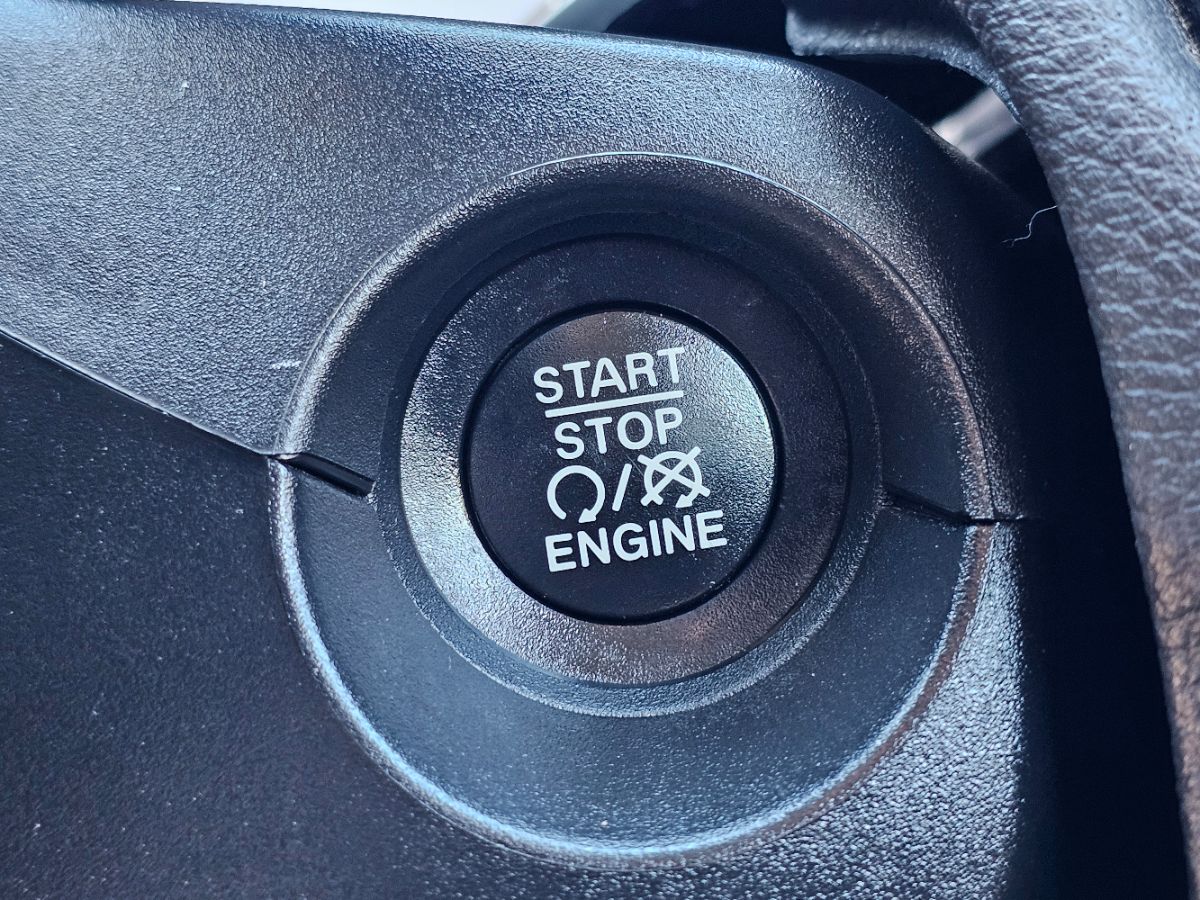 START
STOP
/
ENGINE